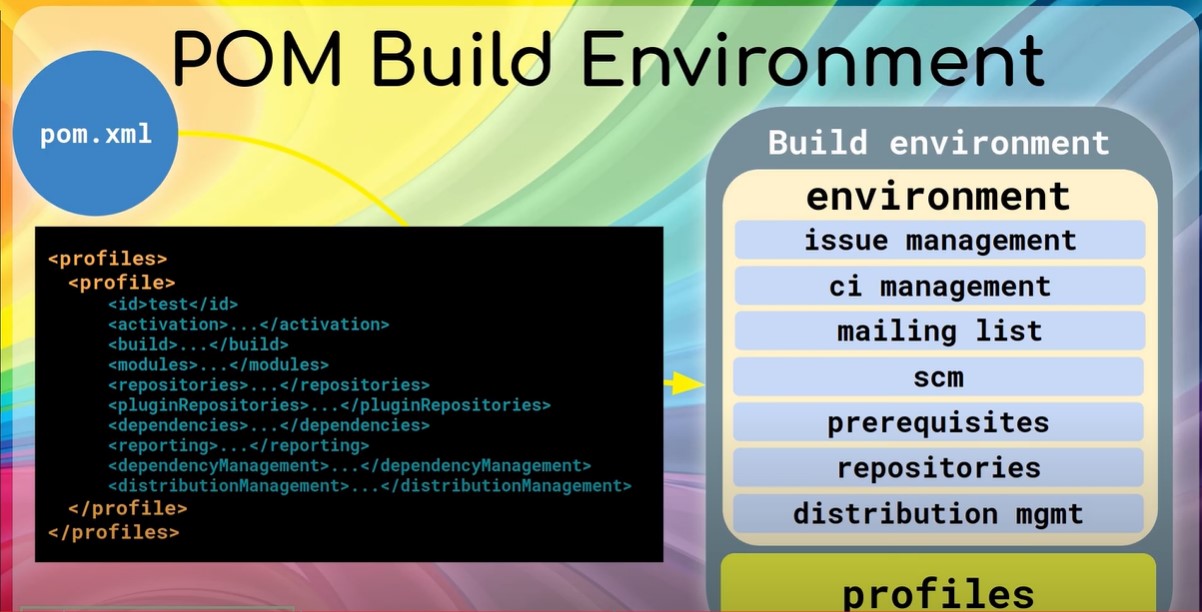 POM Build Environment
pom.xml
<profiles>
<profile>
<id>test</id>
<activation>...</activation>
<build>...</build>
<modules>...</modules>
<repositories>...</repositories>
<pluginRepositories>...</pluginRepositories>
<dependencies>...</dependencies>
<reporting>...</reporting>
<dependencyManagement>...</dependencyManagement>
<distributionManagement>...</distributionManagement>
</profile>
</profiles>
Build environment
environment
issue management
ci management
mailing list
scm
prerequisites
repositories
distribution mgmt
profiles